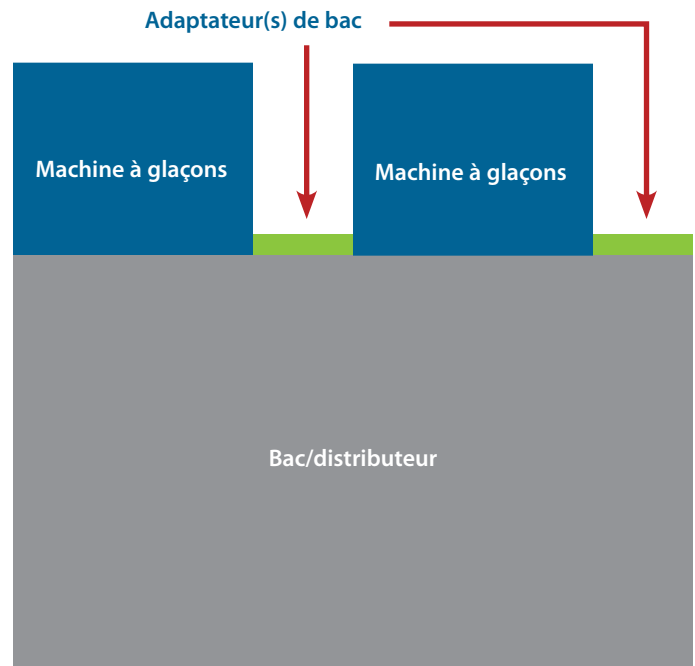 Adaptateur(s) de bac
Machine à glaçons
Machine à glaçons
Bac/distributeur